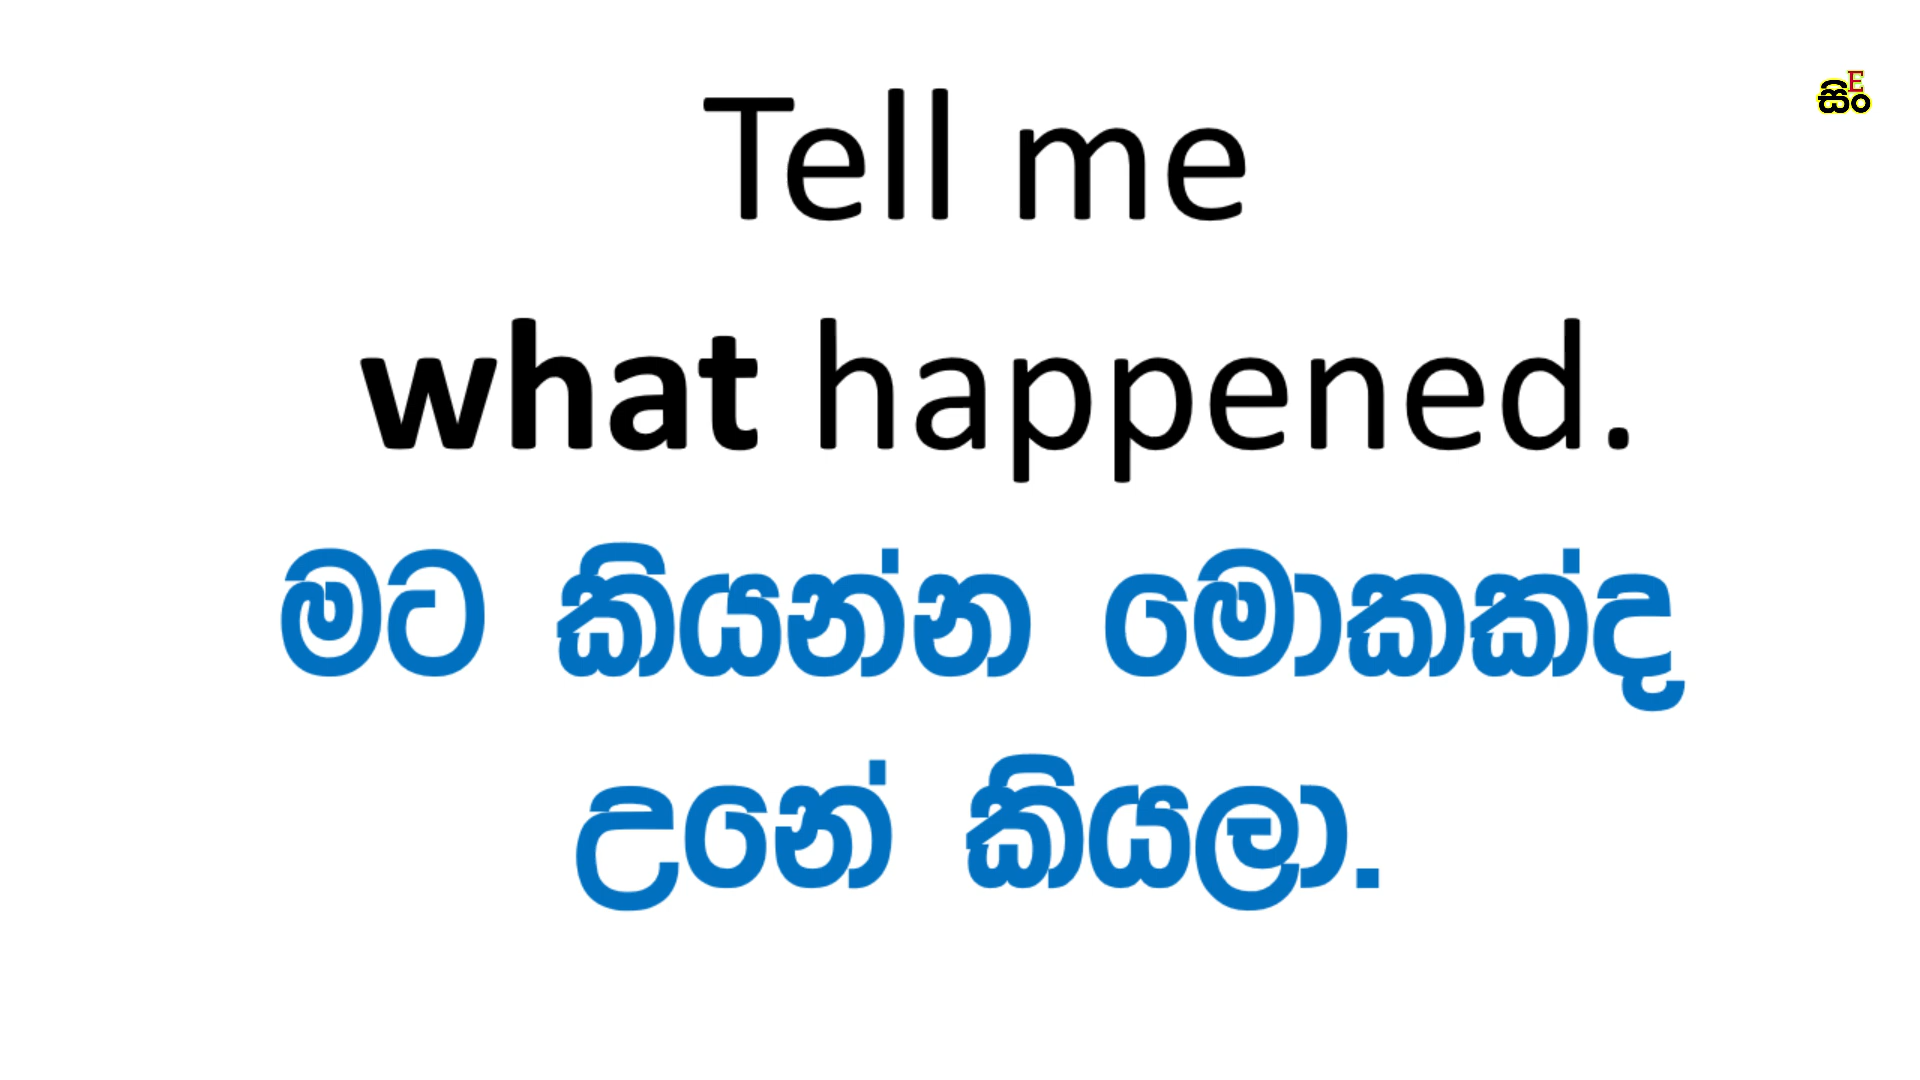 Tell me
what happened.
මට කියන්න මොකක්ද
උනේ කියලා.
සිං
E